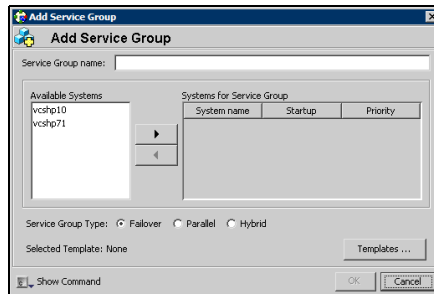 Add Service Group
Add Service Group
Service Group name:
Available Systems
vcshp10
vcshp71
Systems for Service Group
System name Startup Priority
Service Group Type: Failover Parallel Hybrid
Selected Template: None
Templates ...
Show Command
OK Cancel